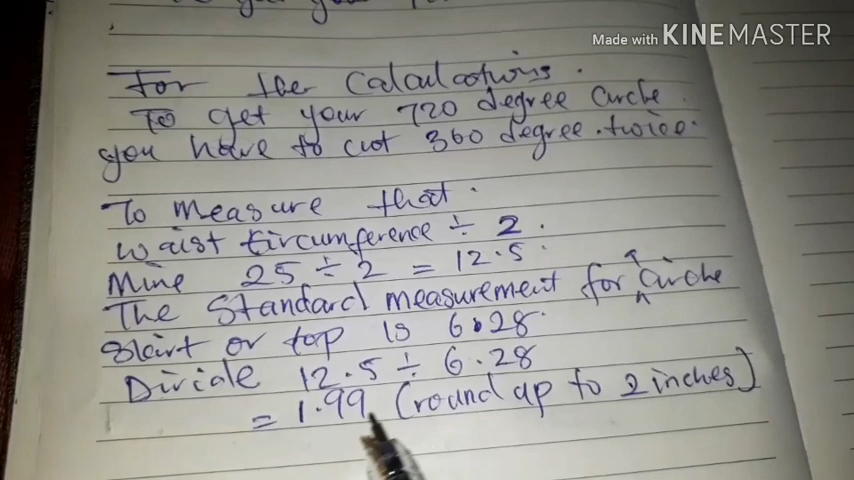 Made with KINEMASTER
For the Calculations.
To get your 720 degree Circle
you have to cut 360 degree. twice.
To measure that.
waist Circumference ÷ 2.
Mine 25 ÷ 2 = 12.5.
The Standard measurement for a Circle
Skirt or top is 6.28.
Divide 12.5 ÷ 6.28
= 1.99 (round up to 2 inches]